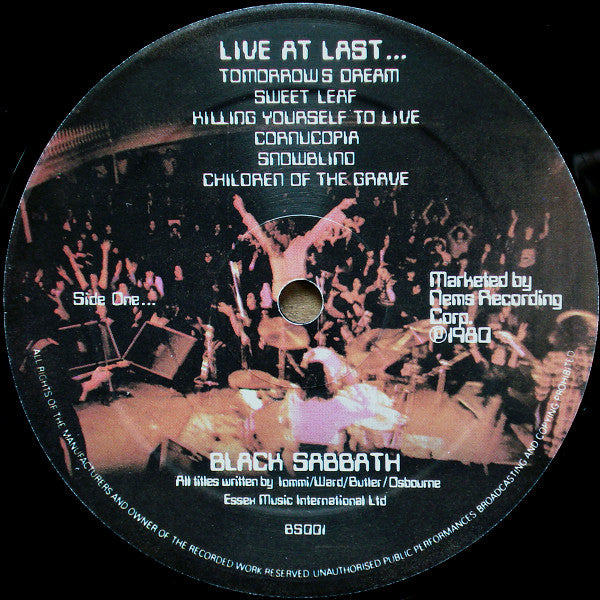 LIVE AT LAST...
TOMORROWS DREAM
SWEET LEAF
KILLING YOURSELF TO LIVE
CORNUCOPIA
SNOWBLIND
CHILDREN OF THE GRAVE
Side One...
Marketed by
Nems Recording
Corp.
©1980
BLACK SABBATH
All titles written by Iommi/Ward/Butler/Osbourne
Essex Music International Ltd
BS001
ALL RIGHTS OF THE MANUFACTURERS AND OWNER OF THE RECORDED WORK RESERVED UNAUTHORISED PUBLIC PERFORMANCES BROADCASTING AND COPYING PROHIBITED